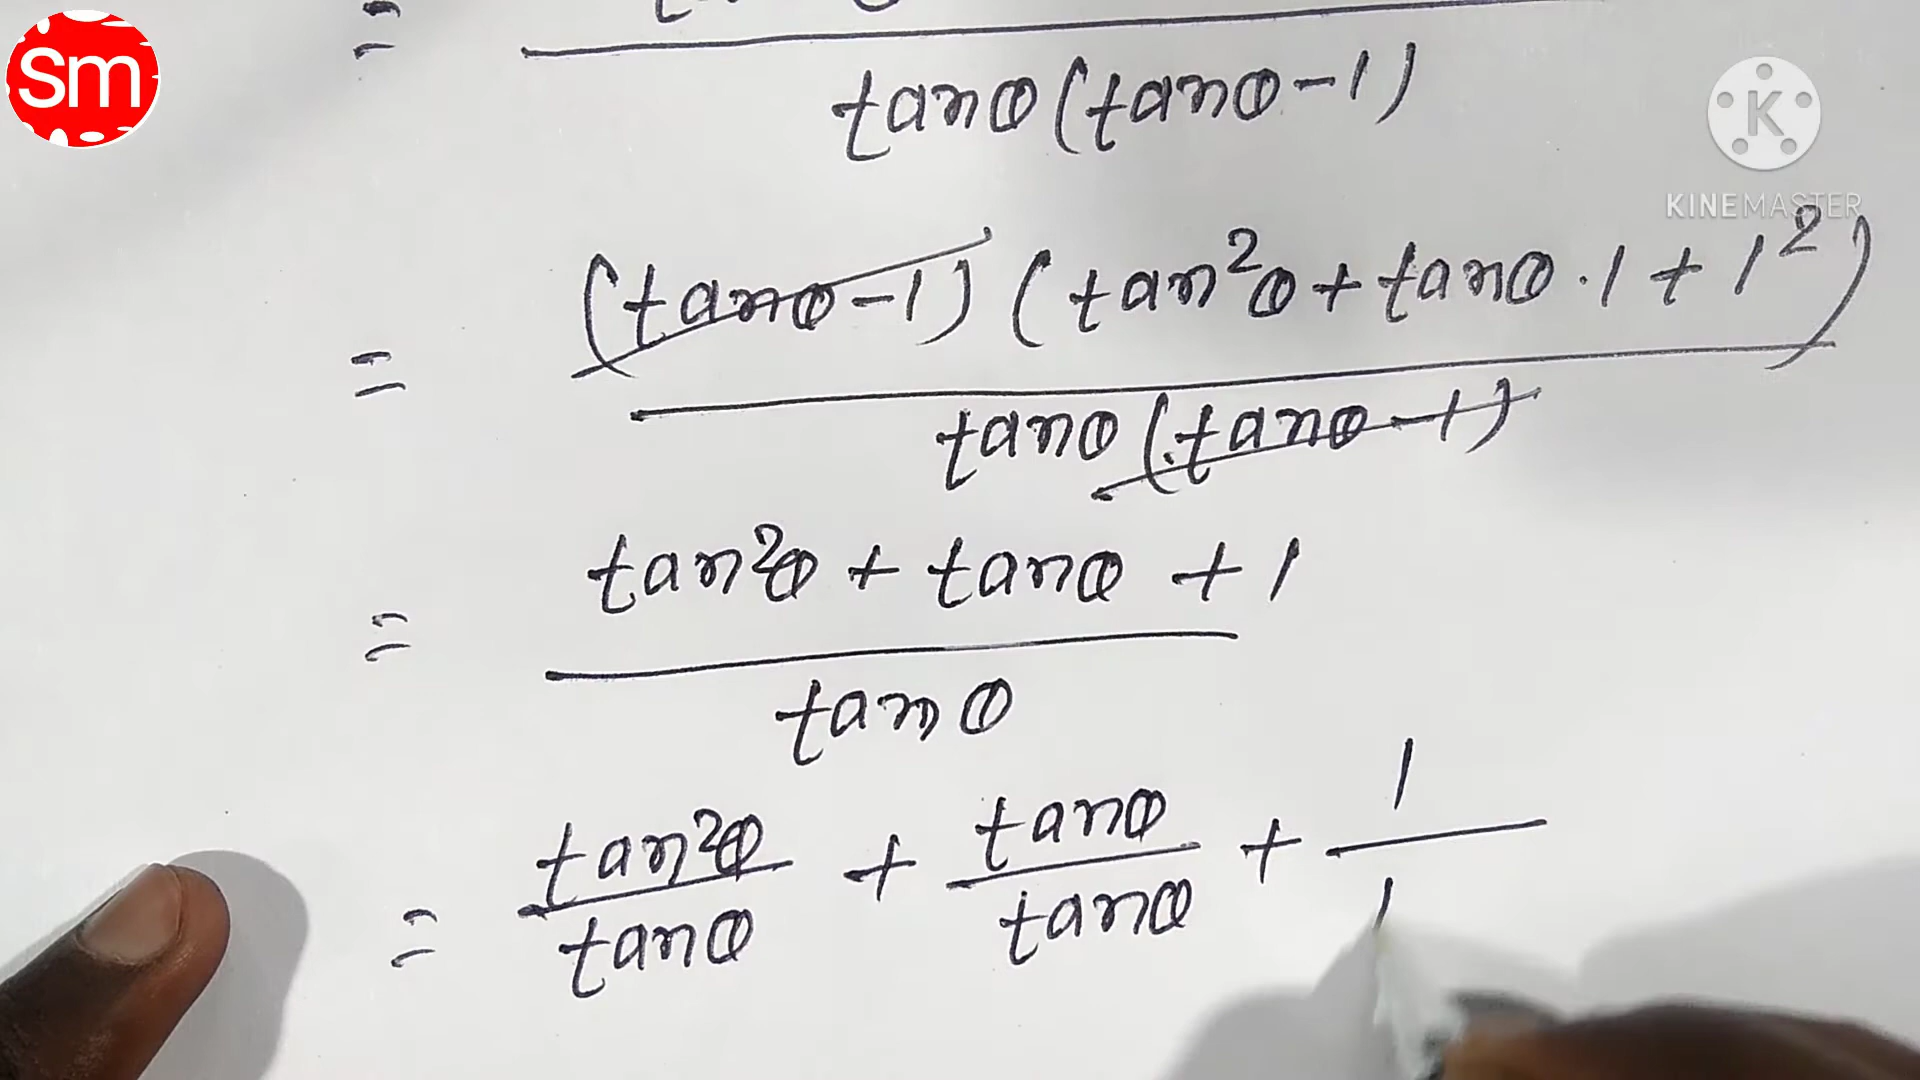 Sm
=
tanθ(tanθ-1)
KINEMASTER
= (tanθ-1) (tan²θ + tanθ·1 + 1²)
tanθ(tanθ-1)
= tan²θ + tanθ + 1
tanθ
= tan²θ + tanθ + 1
tanθ tanθ